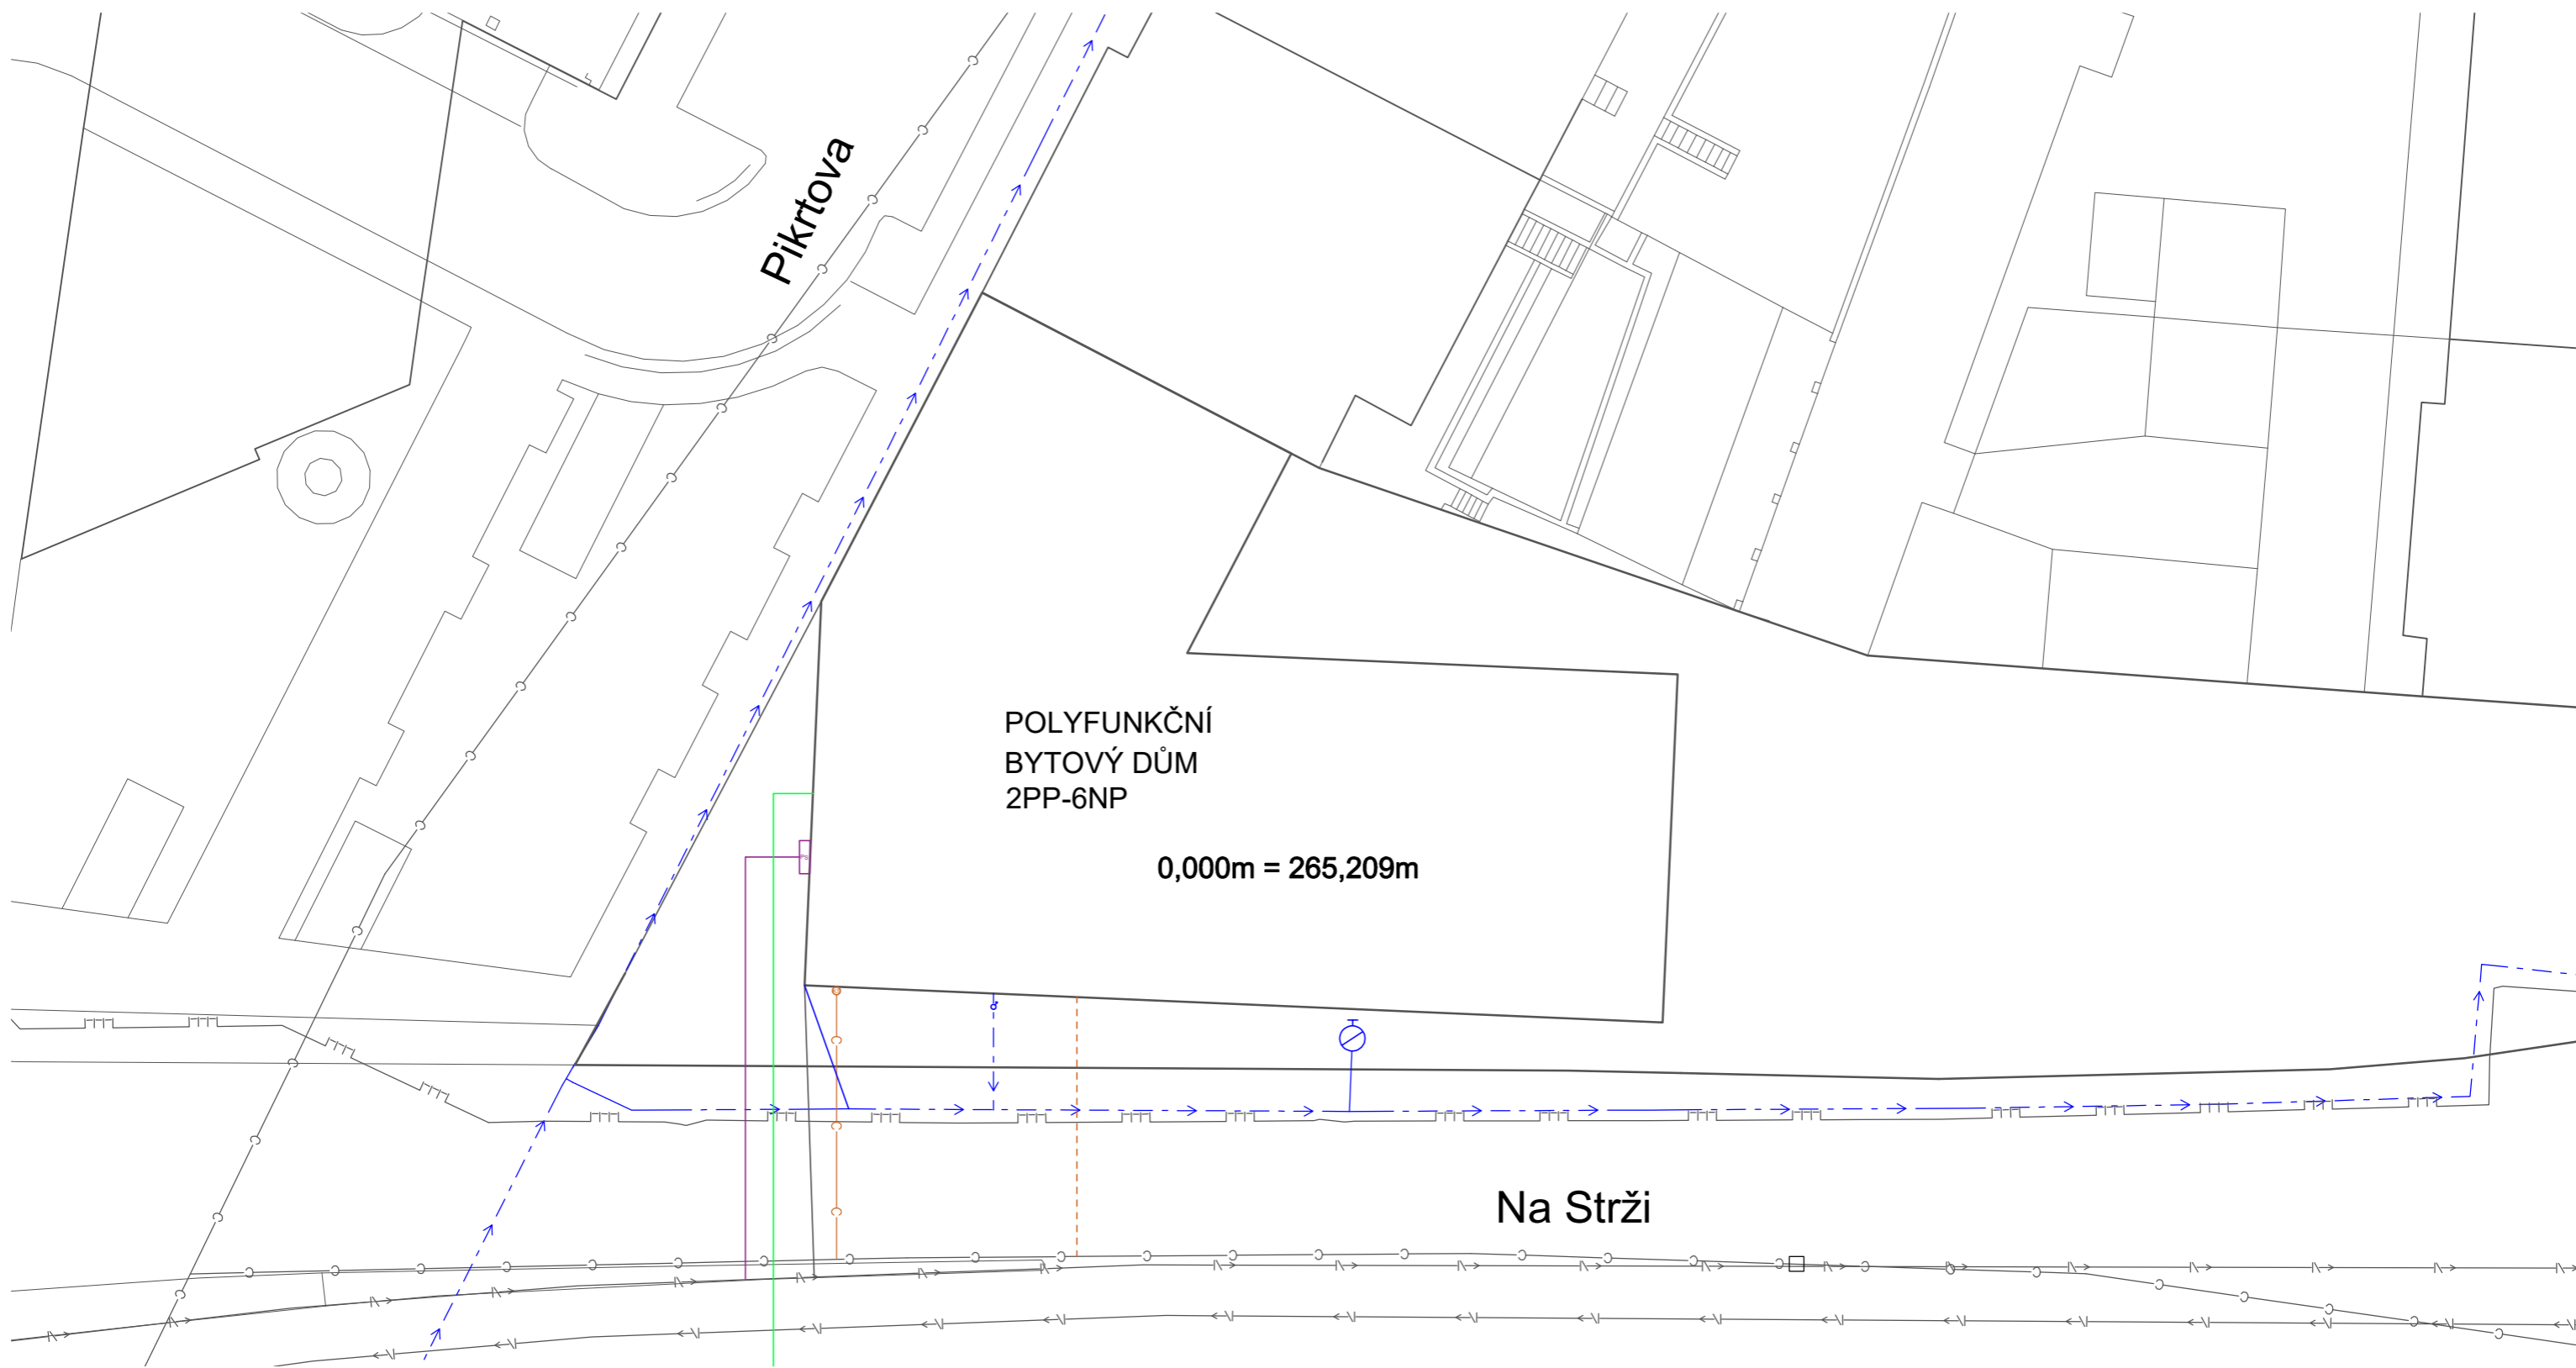 Pikrtova
POLYFUNKČNÍ
BYTOVÝ DŮM
2PP-6NP
0,000m = 265,209m
Na Strži